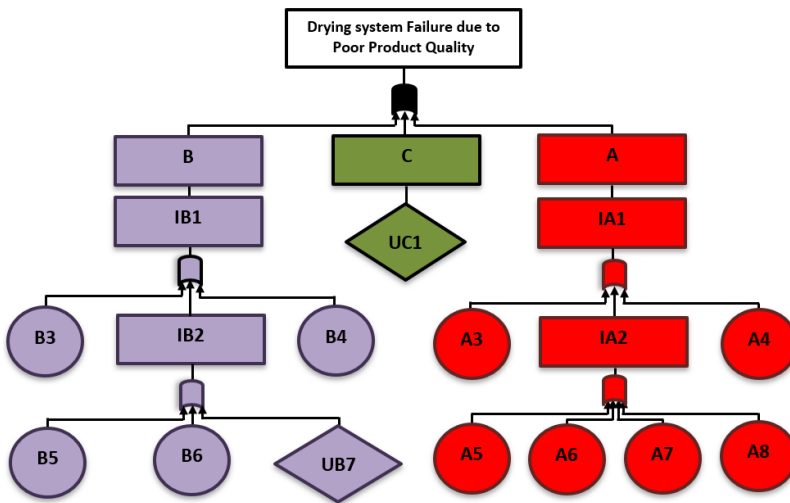 Drying system Failure due to
Poor Product Quality
B
C
A
IB1
UC1
IA1
B3
IB2
B4
A3
IA2
A4
B5
B6
UB7
A5
A6
A7
A8